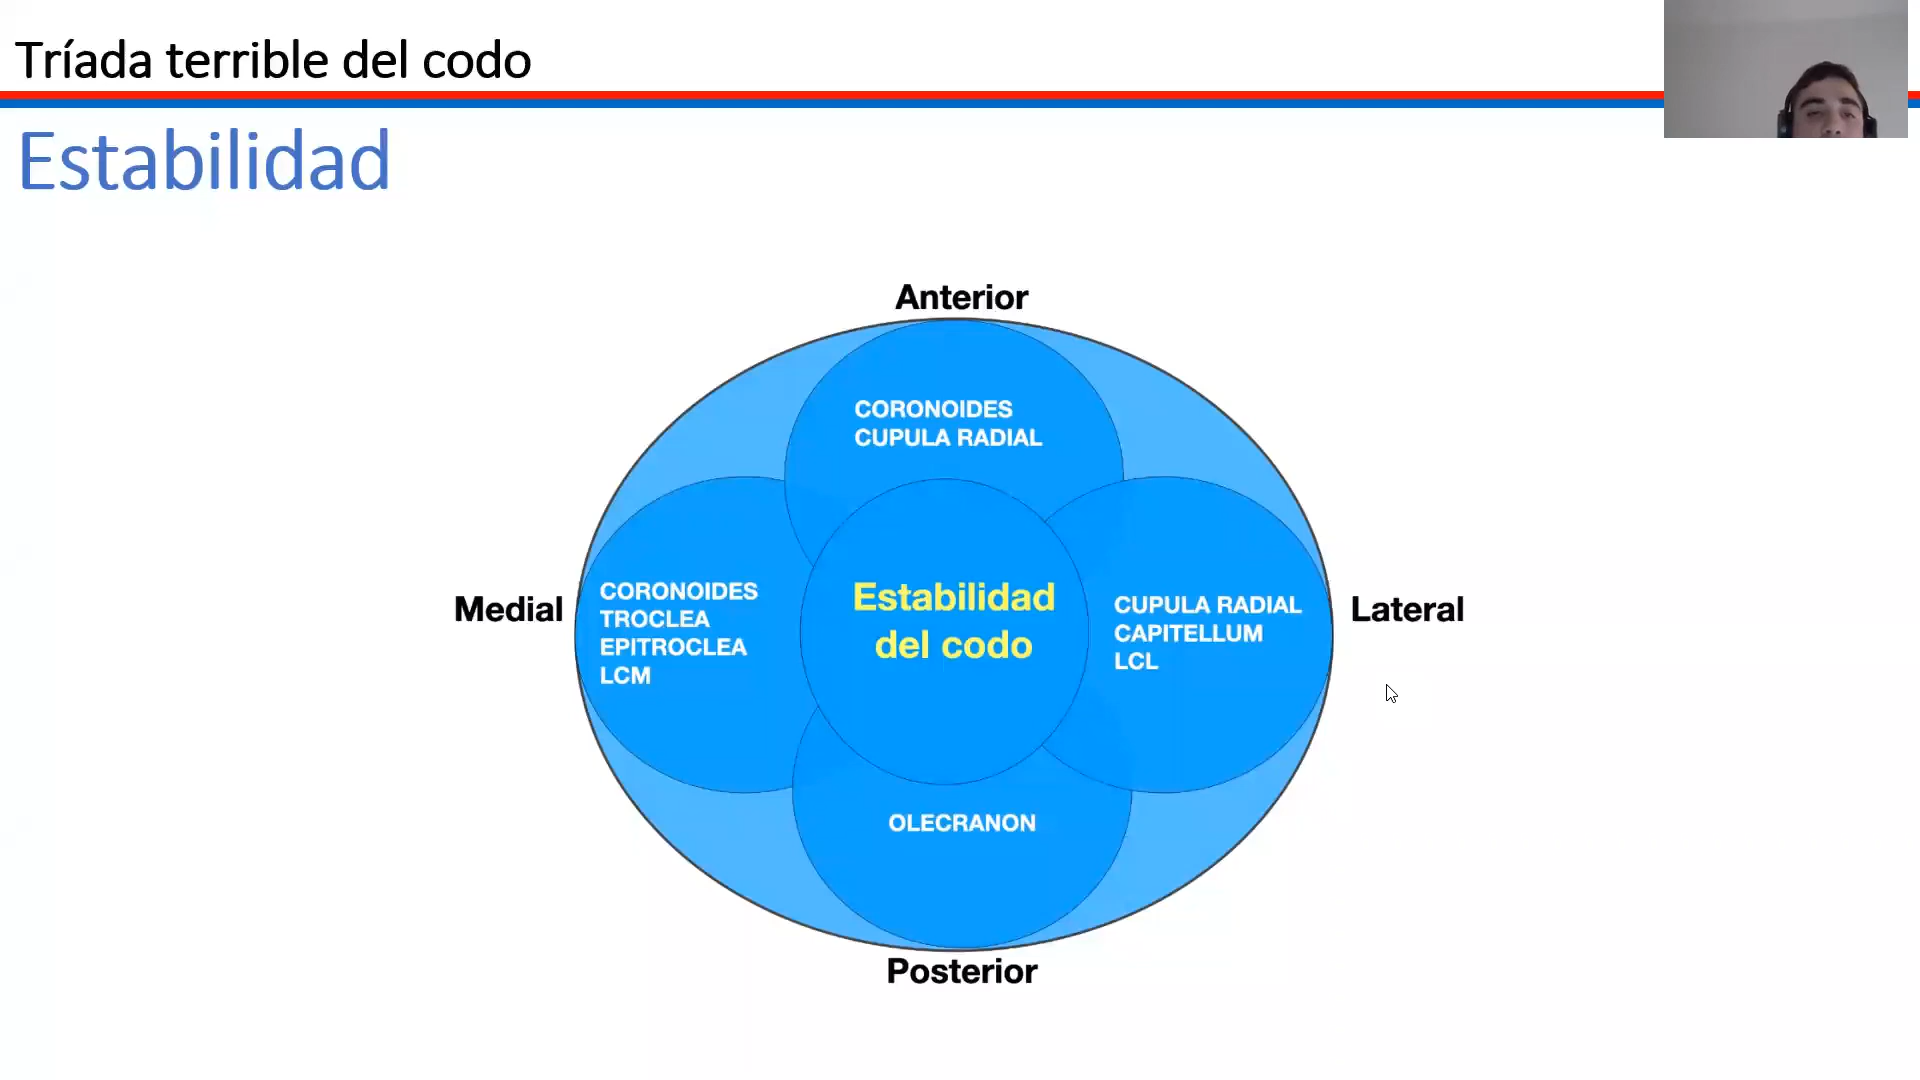 Tríada terrible del codo
Estabilidad
Anterior
CORONOIDES
CUPULA RADIAL
Medial
CORONOIDES
TROCLEA
EPITROCLEA
LCM
Estabilidad
del codo
CUPULA RADIAL
CAPITELLUM
LCL
Lateral
OLECRANON
Posterior